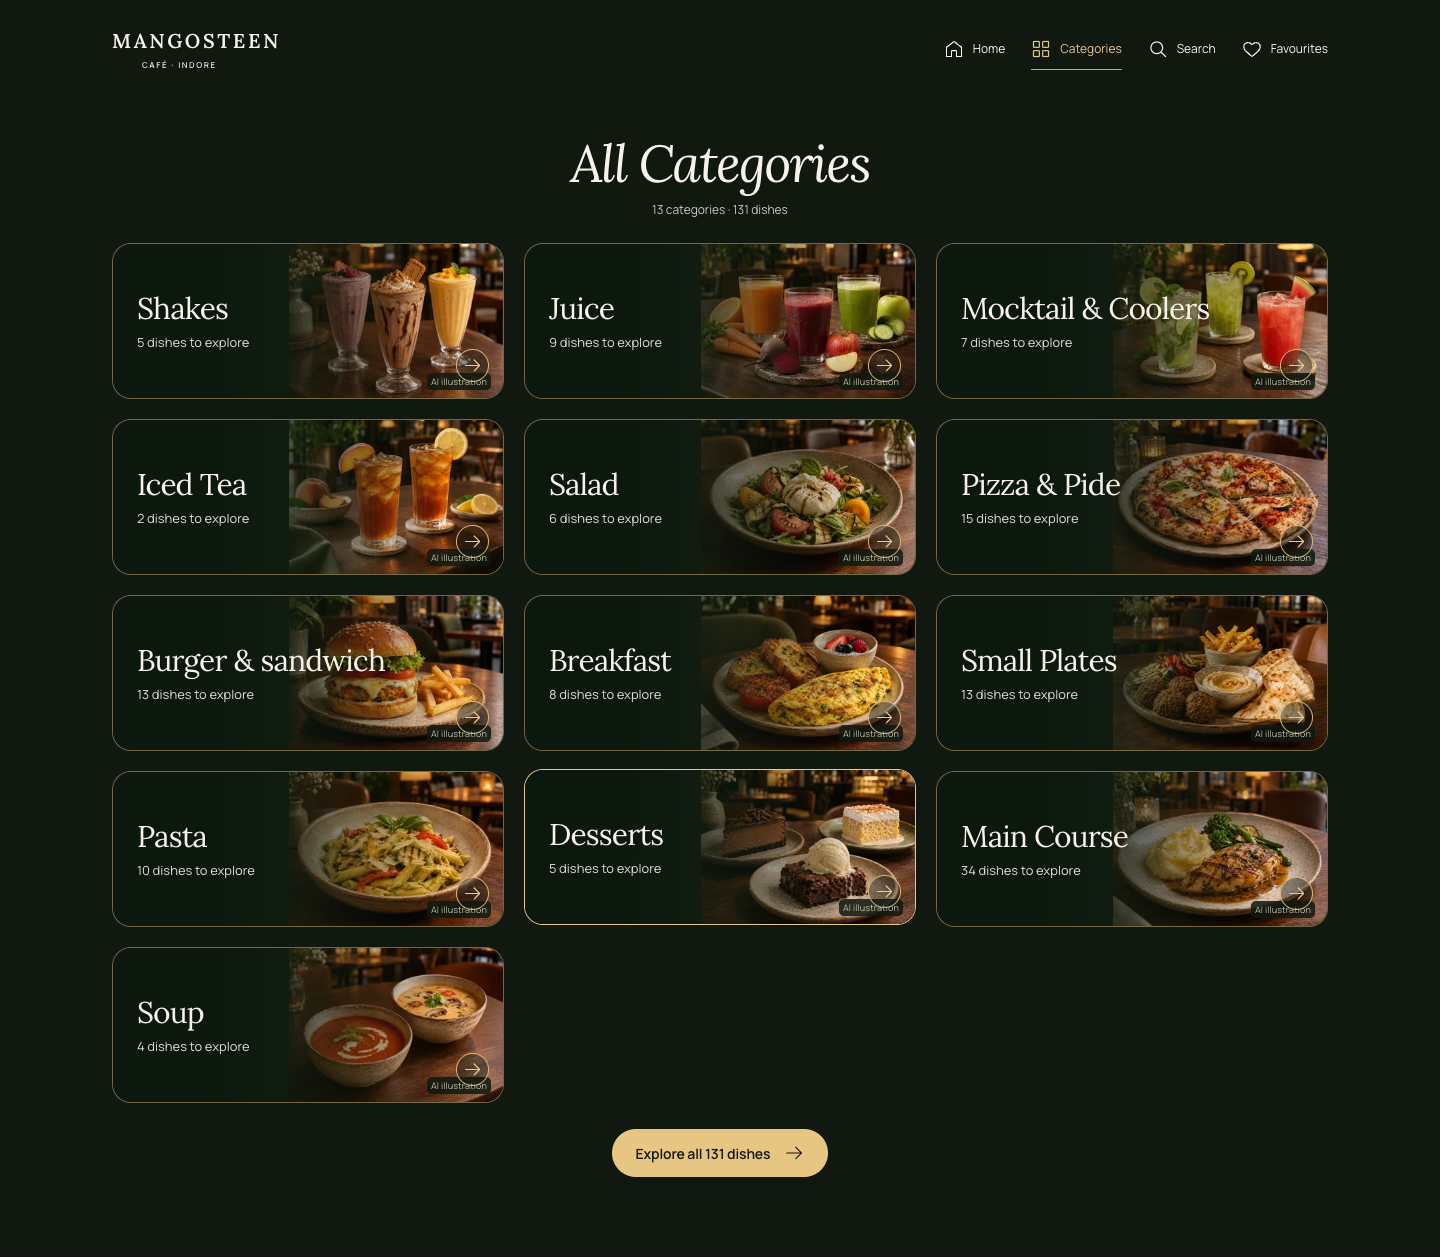 MANGOSTEEN
CAFÉ · INDORE
Home
Categories
Search
Favourites
All Categories
13 categories · 131 dishes
Shakes
5 dishes to explore
AI illustration
Juice
9 dishes to explore
AI illustration
Mocktail & Coolers
7 dishes to explore
AI illustration
Iced Tea
2 dishes to explore
AI illustration
Salad
6 dishes to explore
AI illustration
Pizza & Pide
15 dishes to explore
AI illustration
Burger & sandwich
13 dishes to explore
AI illustration
Breakfast
8 dishes to explore
AI illustration
Small Plates
13 dishes to explore
AI illustration
Pasta
10 dishes to explore
AI illustration
Desserts
5 dishes to explore
AI illustration
Main Course
34 dishes to explore
AI illustration
Soup
4 dishes to explore
AI illustration
Explore all 131 dishes